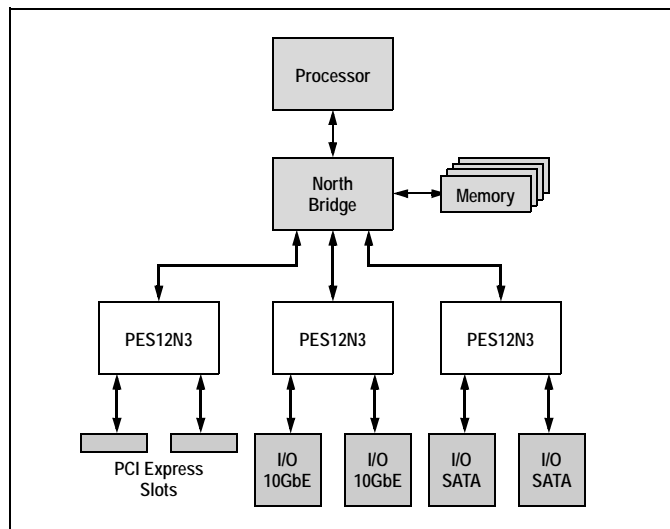 Processor
North
Bridge
Memory
PES12N3
PES12N3
PES12N3
PCI Express
Slots
I/O
10GbE
I/O
10GbE
I/O
SATA
I/O
SATA